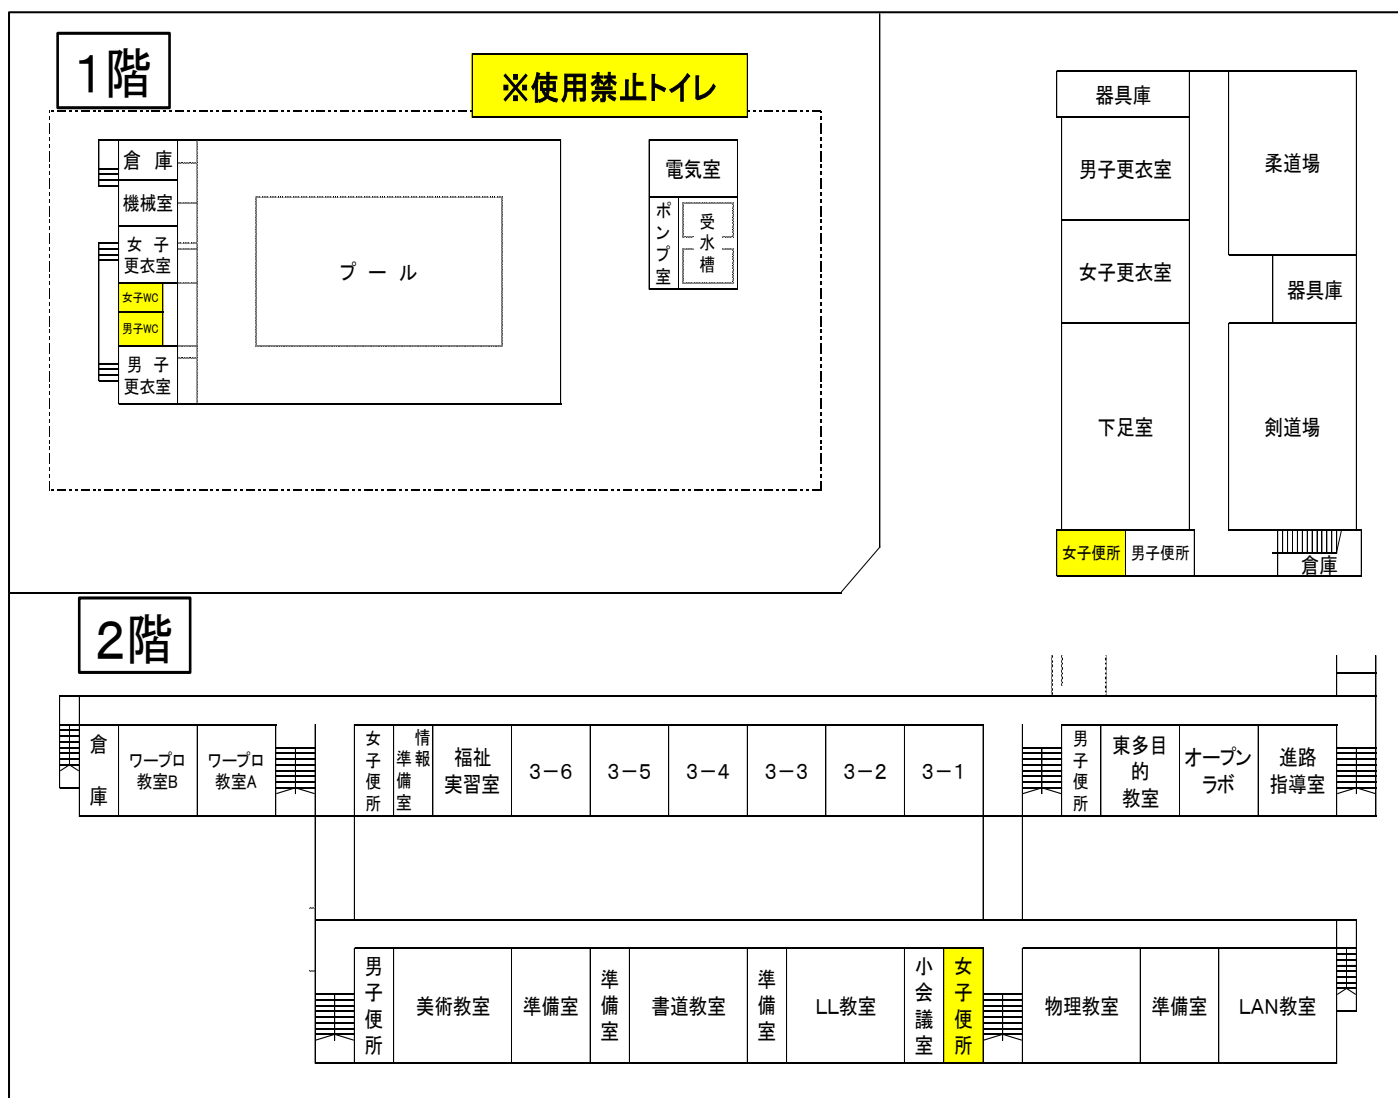 1階
※使用禁止トイレ
倉 庫
機械室
女 子
更衣室
女子WC
男子WC
男 子
更衣室
プ ー ル
電気室
ポンプ室
受水槽
器具庫
男子更衣室
女子更衣室
下足室
女子便所
男子便所
柔道場
器具庫
剣道場
倉庫
2階
倉庫
ワープロ
教室B
ワープロ
教室A
女子便所
情報
準備室
福祉
実習室
3-6
3-5
3-4
3-3
3-2
3-1
男子便所
東多目
的
教室
オープン
ラボ
進路
指導室
男子便所
美術教室
準備室
準備室
書道教室
準備室
LL教室
小会議室
女子便所
物理教室
準備室
LAN教室